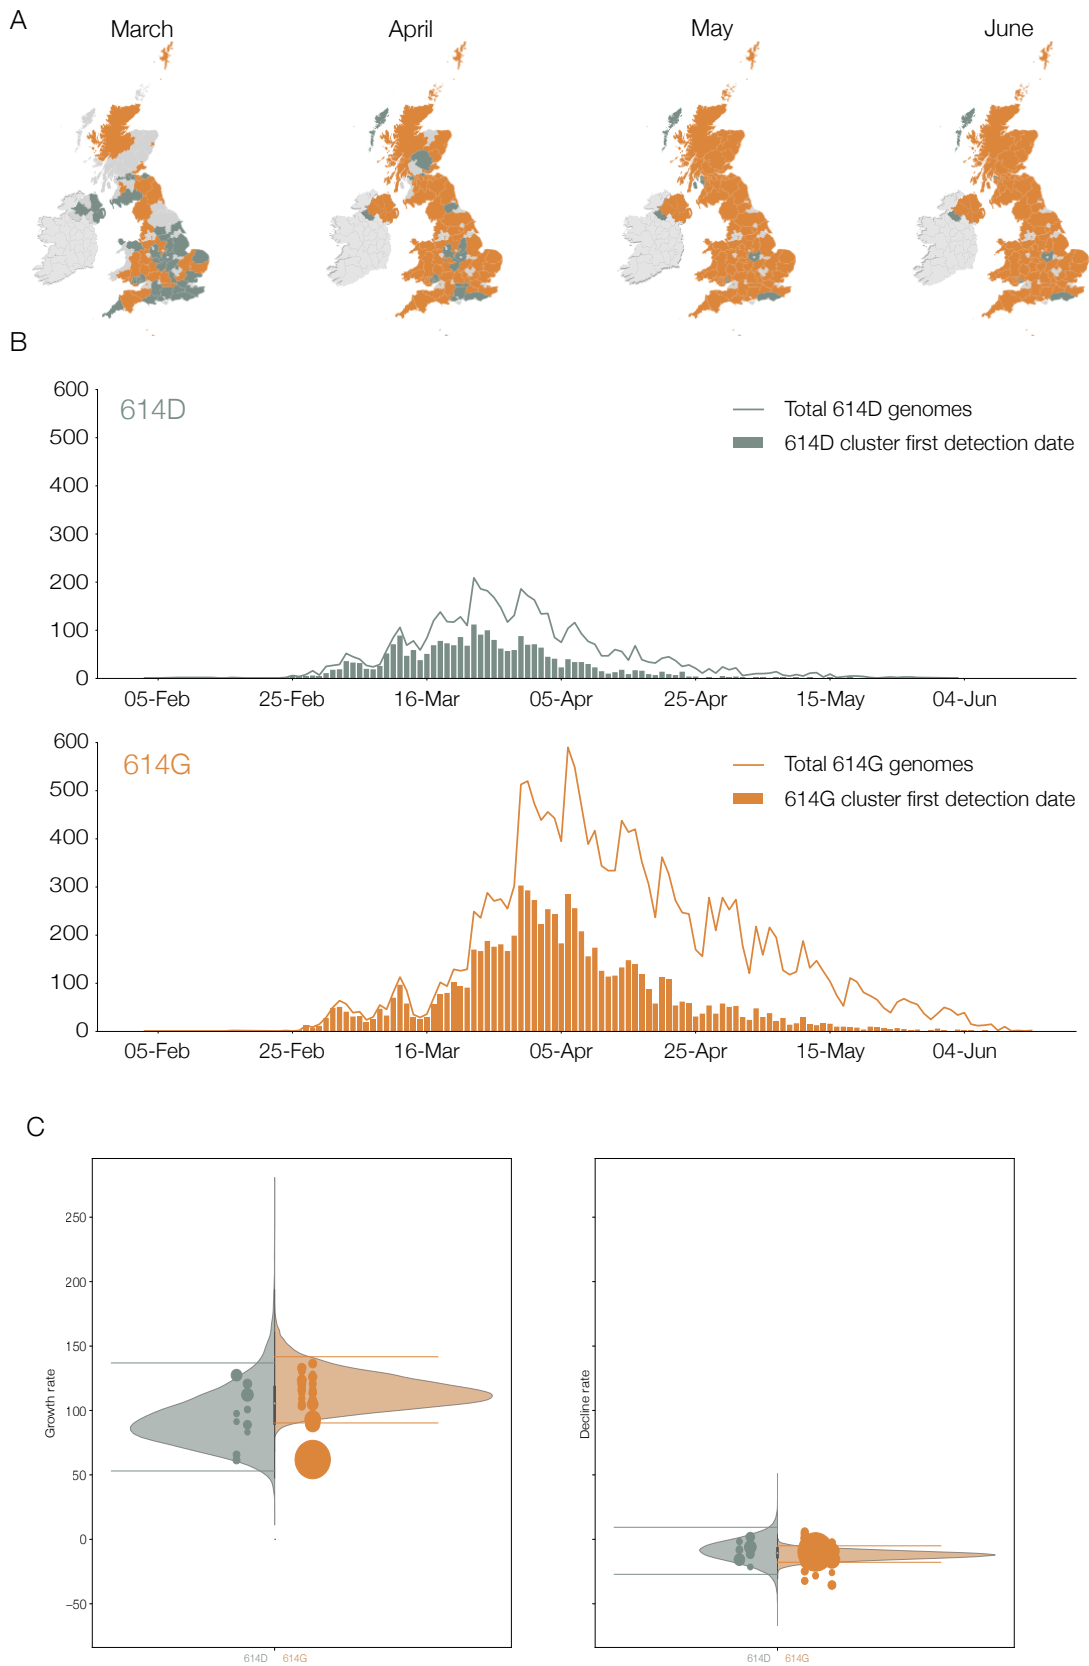 A
March
April
May
June
B
600
500
400
300
200
100
0
614D
Total 614D genomes
614D cluster first detection date
05-Feb
25-Feb
16-Mar
05-Apr
25-Apr
15-May
04-Jun
600
500
400
300
200
100
0
614G
Total 614G genomes
614G cluster first detection date
05-Feb
25-Feb
16-Mar
05-Apr
25-Apr
15-May
04-Jun
C
Growth rate
250
200
150
100
50
0
−50
614D
614G
Decline rate
614D
614G